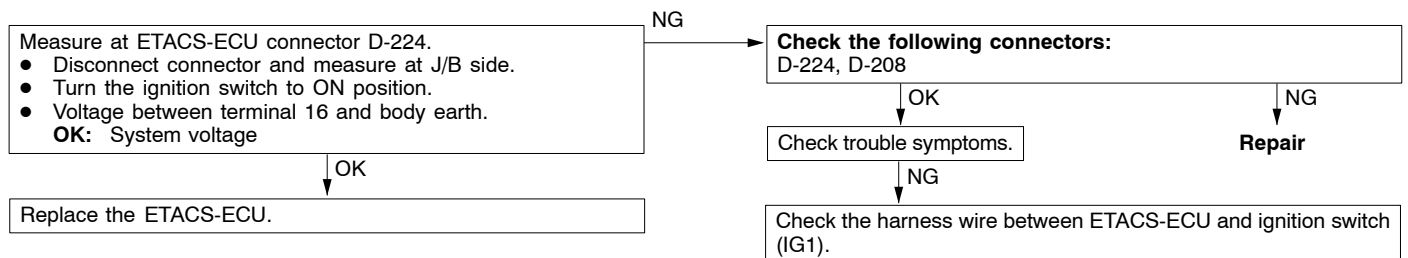 Measure at ETACS-ECU connector D-224.
● Disconnect connector and measure at J/B side.
● Turn the ignition switch to ON position.
● Voltage between terminal 16 and body earth.
OK: System voltage
NG
OK
Replace the ETACS-ECU.
Check the following connectors:
D-224, D-208
OK
NG
Check trouble symptoms.
Repair
NG
Check the harness wire between ETACS-ECU and ignition switch
(IG1).